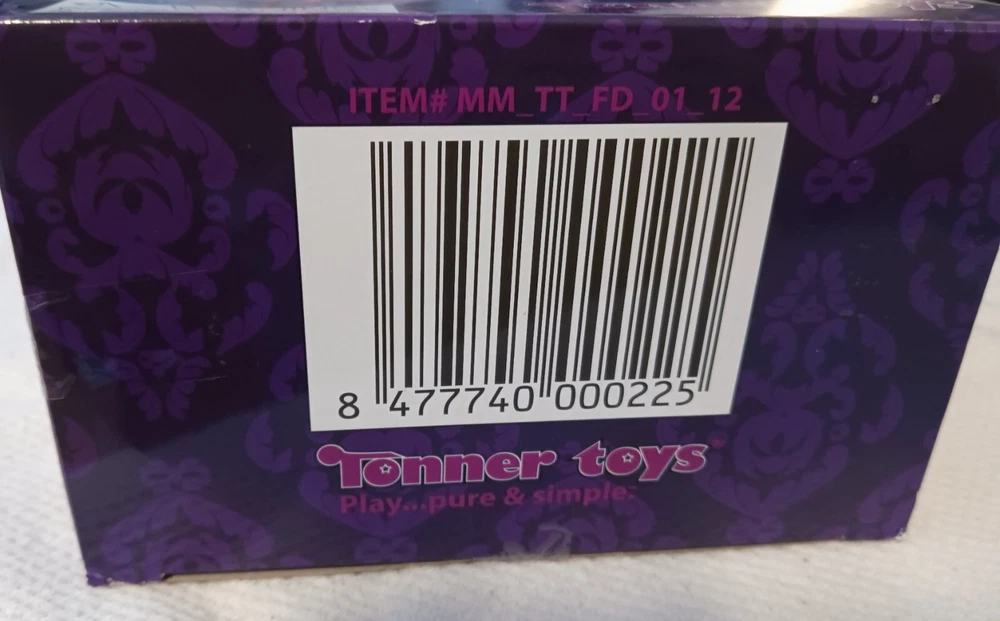 ITEM# MM_TT_FD_01_12
8 477740 000225
Tonner toys®
Play...pure & simple.